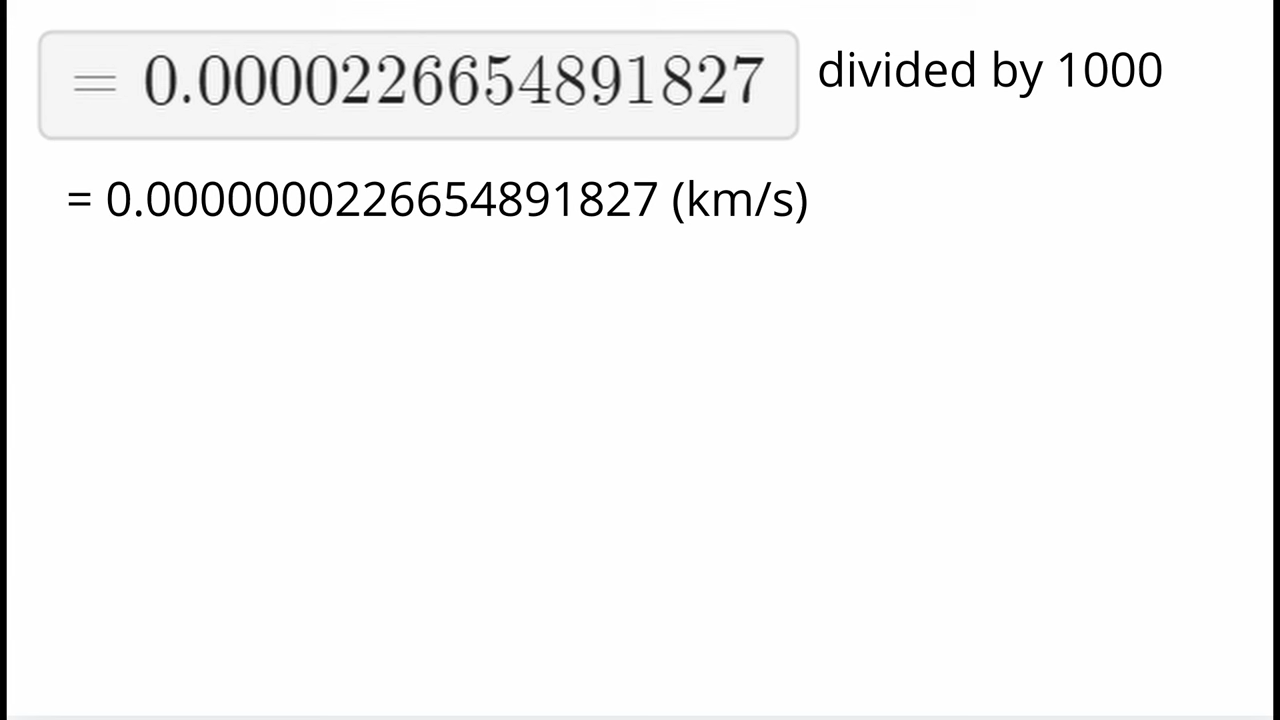 = 0.0000226654891827 divided by 1000
= 0.0000000226654891827 (km/s)